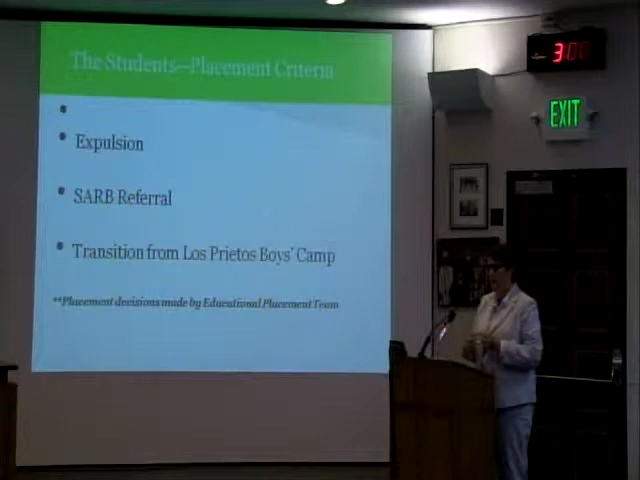 The Students—Placement Criteria
Expulsion
SARB Referral
Transition from Los Prietos Boys' Camp
**Placement decisions made by Educational Placement Team
3:00
EXIT